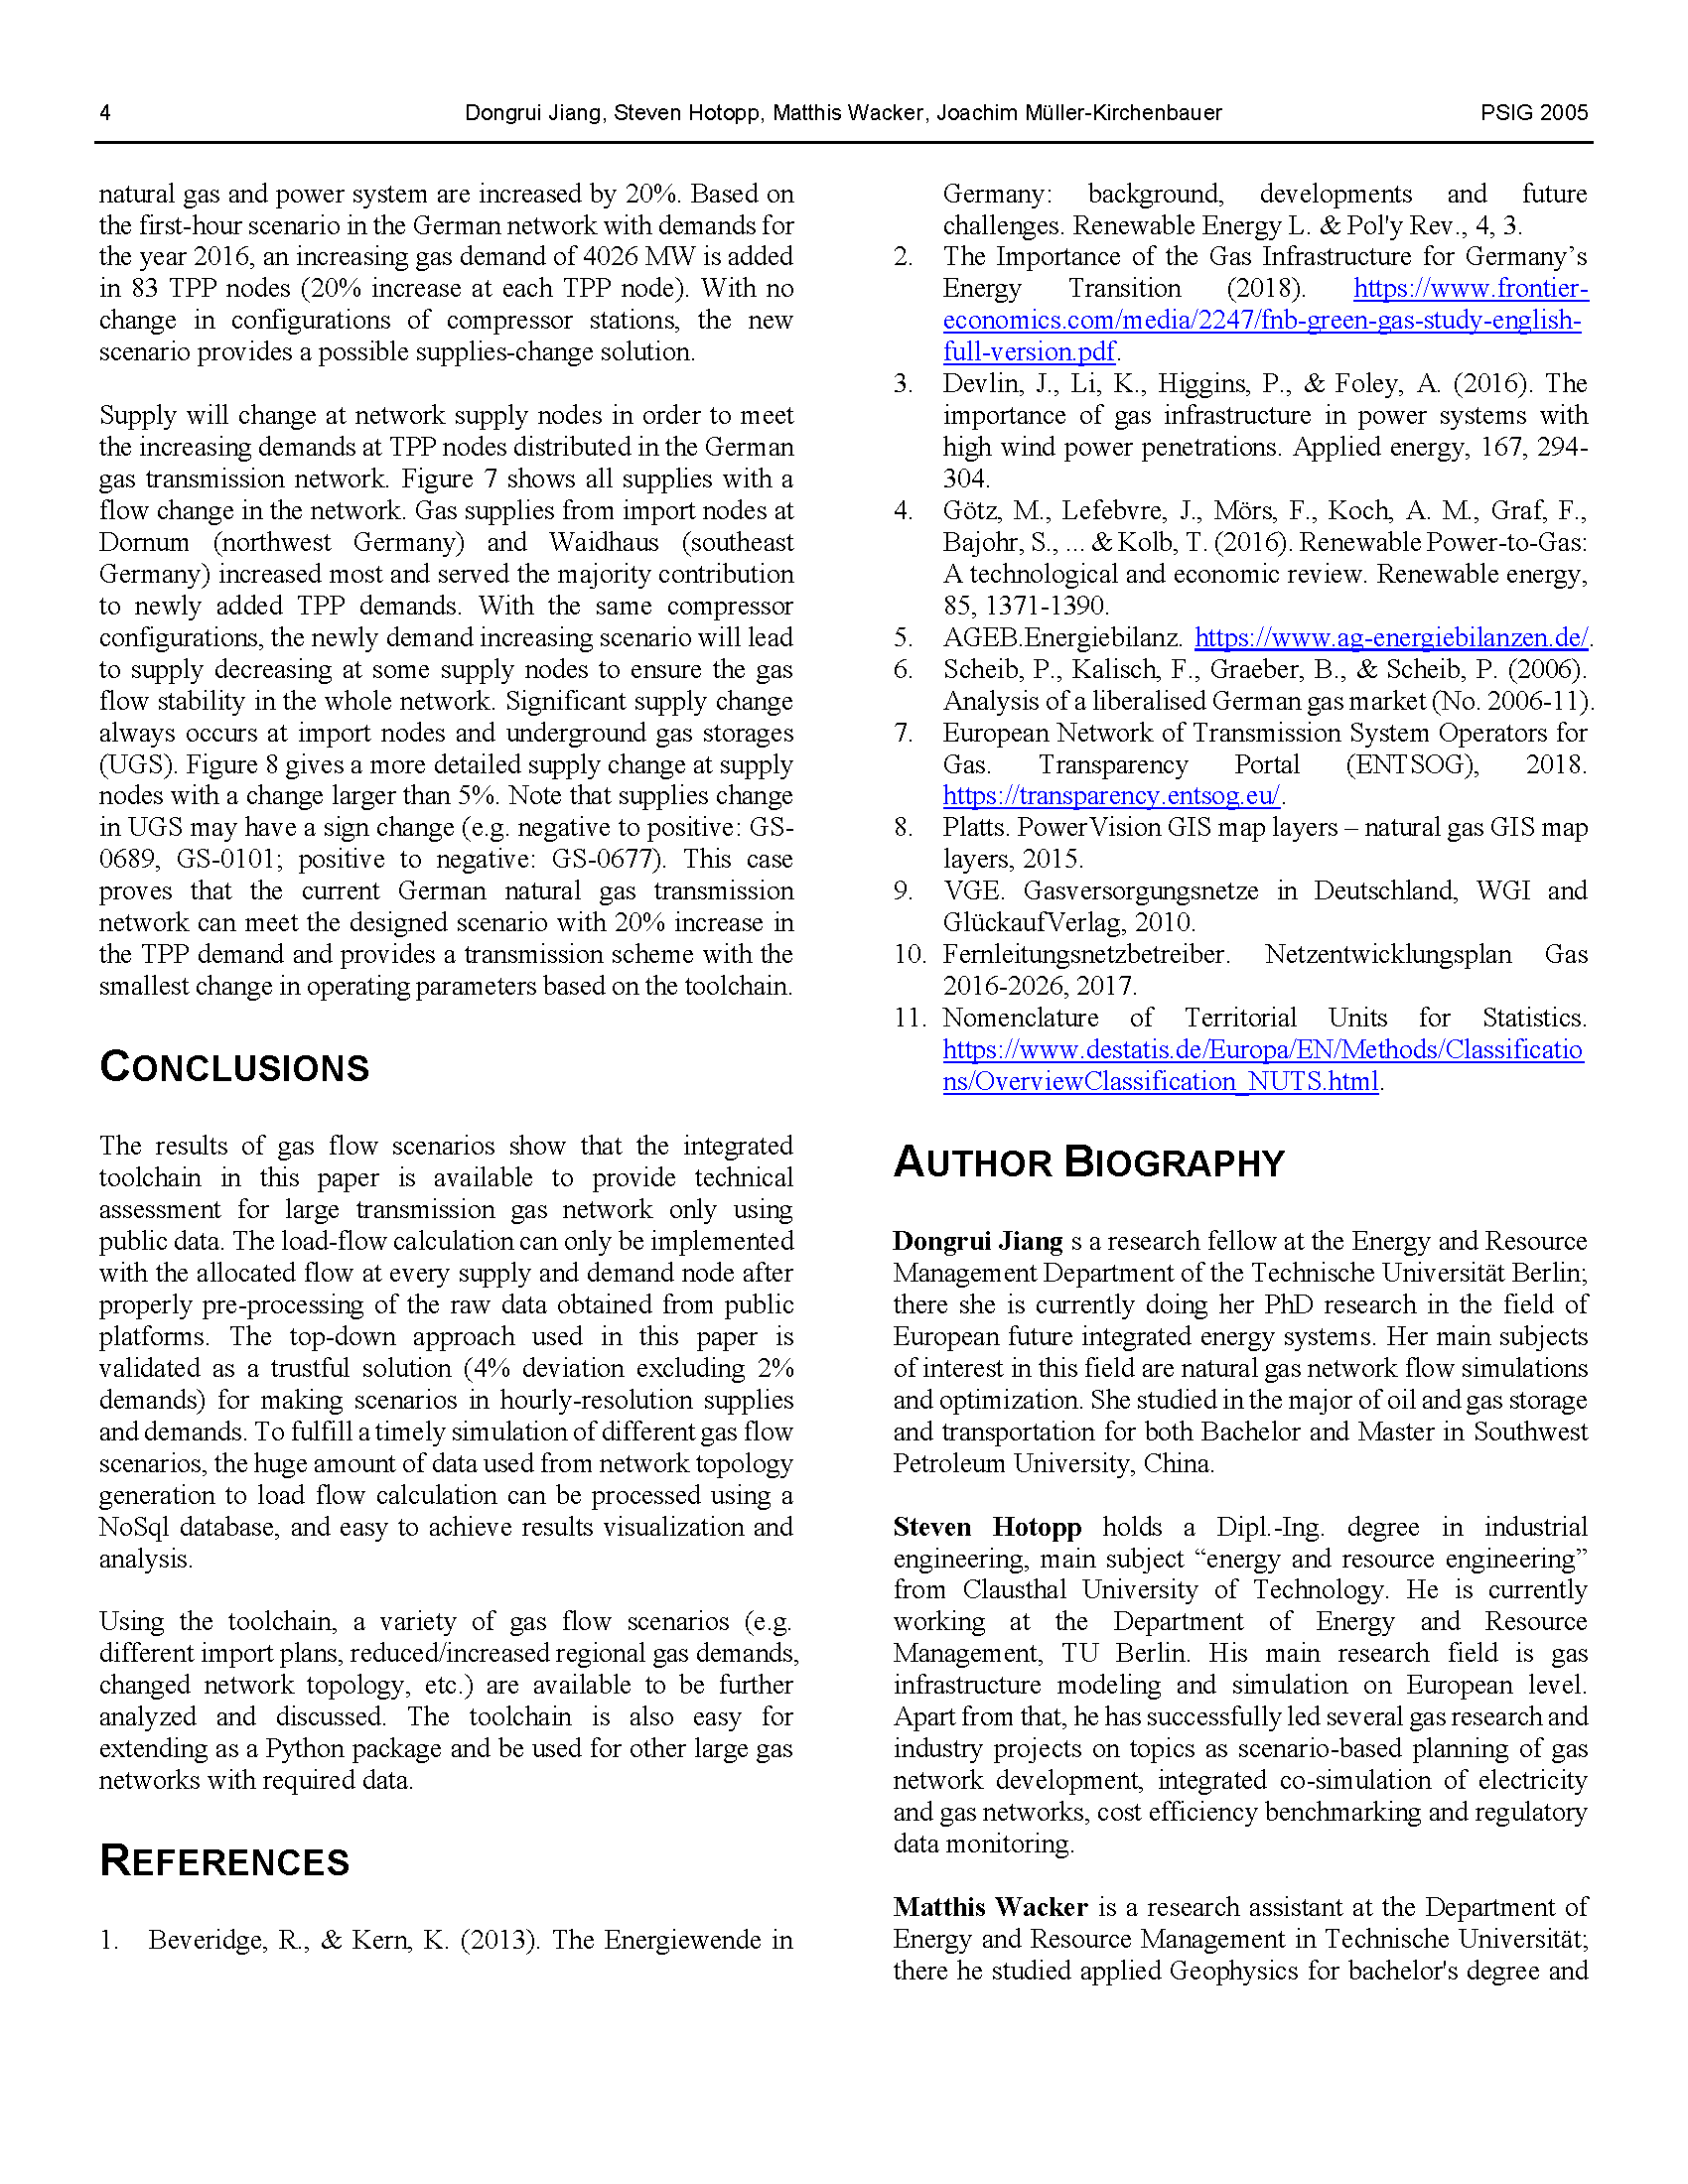 4 Dongrui Jiang, Steven Hotopp, Matthis Wacker, Joachim Müller-Kirchenbauer PSIG 2005
natural gas and power system are increased by 20%. Based on
the first-hour scenario in the German network with demands for
the year 2016, an increasing gas demand of 4026 MW is added
in 83 TPP nodes (20% increase at each TPP node). With no
change in configurations of compressor stations, the new
scenario provides a possible supplies-change solution.
Supply will change at network supply nodes in order to meet
the increasing demands at TPP nodes distributed in the German
gas transmission network. Figure 7 shows all supplies with a
flow change in the network. Gas supplies from import nodes at
Dornum (northwest Germany) and Waidhaus (southeast
Germany) increased most and served the majority contribution
to newly added TPP demands. With the same compressor
configurations, the newly demand increasing scenario will lead
to supply decreasing at some supply nodes to ensure the gas
flow stability in the whole network. Significant supply change
always occurs at import nodes and underground gas storages
(UGS). Figure 8 gives a more detailed supply change at supply
nodes with a change larger than 5%. Note that supplies change
in UGS may have a sign change (e.g. negative to positive: GS-
0689, GS-0101; positive to negative: GS-0677). This case
proves that the current German natural gas transmission
network can meet the designed scenario with 20% increase in
the TPP demand and provides a transmission scheme with the
smallest change in operating parameters based on the toolchain.
CONCLUSIONS
The results of gas flow scenarios show that the integrated
toolchain in this paper is available to provide technical
assessment for large transmission gas network only using
public data. The load-flow calculation can only be implemented
with the allocated flow at every supply and demand node after
properly pre-processing of the raw data obtained from public
platforms. The top-down approach used in this paper is
validated as a trustful solution (4% deviation excluding 2%
demands) for making scenarios in hourly-resolution supplies
and demands. To fulfill a timely simulation of different gas flow
scenarios, the huge amount of data used from network topology
generation to load flow calculation can be processed using a
NoSql database, and easy to achieve results visualization and
analysis.
Using the toolchain, a variety of gas flow scenarios (e.g.
different import plans, reduced/increased regional gas demands,
changed network topology, etc.) are available to be further
analyzed and discussed. The toolchain is also easy for
extending as a Python package and be used for other large gas
networks with required data.
REFERENCES
1. Beveridge, R., & Kern, K. (2013). The Energiewende in
Germany: background, developments and future
challenges. Renewable Energy L. & Pol'y Rev., 4, 3.
2. The Importance of the Gas Infrastructure for Germany’s
Energy Transition (2018). https://www.frontier-
economics.com/media/2247/fnb-green-gas-study-english-
full-version.pdf.
3. Devlin, J., Li, K., Higgins, P., & Foley, A. (2016). The
importance of gas infrastructure in power systems with
high wind power penetrations. Applied energy, 167, 294-
304.
4. Götz, M., Lefebvre, J., Mörs, F., Koch, A. M., Graf, F.,
Bajohr, S., ... & Kolb, T. (2016). Renewable Power-to-Gas:
A technological and economic review. Renewable energy,
85, 1371-1390.
5. AGEB.Energiebilanz. https://www.ag-energiebilanzen.de/.
6. Scheib, P., Kalisch, F., Graeber, B., & Scheib, P. (2006).
Analysis of a liberalised German gas market (No. 2006-11).
7. European Network of Transmission System Operators for
Gas. Transparency Portal (ENTSOG), 2018.
https://transparency.entsog.eu/.
8. Platts. PowerVision GIS map layers – natural gas GIS map
layers, 2015.
9. VGE. Gasversorgungsnetze in Deutschland, WGI and
GlückaufVerlag, 2010.
10. Fernleitungsnetzbetreiber. Netzentwicklungsplan Gas
2016-2026, 2017.
11. Nomenclature of Territorial Units for Statistics.
https://www.destatis.de/Europa/EN/Methods/Classificatio
ns/OverviewClassification_NUTS.html.
AUTHOR BIOGRAPHY
Dongrui Jiang s a research fellow at the Energy and Resource
Management Department of the Technische Universität Berlin;
there she is currently doing her PhD research in the field of
European future integrated energy systems. Her main subjects
of interest in this field are natural gas network flow simulations
and optimization. She studied in the major of oil and gas storage
and transportation for both Bachelor and Master in Southwest
Petroleum University, China.
Steven Hotopp holds a Dipl.-Ing. degree in industrial
engineering, main subject “energy and resource engineering”
from Clausthal University of Technology. He is currently
working at the Department of Energy and Resource
Management, TU Berlin. His main research field is gas
infrastructure modeling and simulation on European level.
Apart from that, he has successfully led several gas research and
industry projects on topics as scenario-based planning of gas
network development, integrated co-simulation of electricity
and gas networks, cost efficiency benchmarking and regulatory
data monitoring.
Matthis Wacker is a research assistant at the Department of
Energy and Resource Management in Technische Universität;
there he studied applied Geophysics for bachelor's degree and